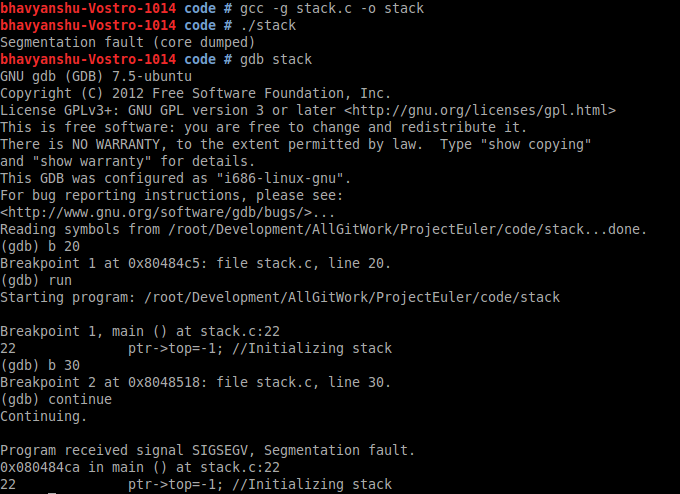 bhavyanshu-Vostro-1014 code # gcc -g stack.c -o stack
bhavyanshu-Vostro-1014 code # ./stack
Segmentation fault (core dumped)
bhavyanshu-Vostro-1014 code # gdb stack
GNU gdb (GDB) 7.5-ubuntu
Copyright (C) 2012 Free Software Foundation, Inc.
License GPLv3+: GNU GPL version 3 or later <http://gnu.org/licenses/gpl.html>
This is free software: you are free to change and redistribute it.
There is NO WARRANTY, to the extent permitted by law.  Type "show copying"
and "show warranty" for details.
This GDB was configured as "i686-linux-gnu".
For bug reporting instructions, please see:
<http://www.gnu.org/software/gdb/bugs/>...
Reading symbols from /root/Development/AllGitWork/ProjectEuler/code/stack...done.
(gdb) b 20
Breakpoint 1 at 0x80484c5: file stack.c, line 20.
(gdb) run
Starting program: /root/Development/AllGitWork/ProjectEuler/code/stack

Breakpoint 1, main () at stack.c:22
22              ptr->top=-1; //Initializing stack
(gdb) b 30
Breakpoint 2 at 0x8048518: file stack.c, line 30.
(gdb) continue
Continuing.

Program received signal SIGSEGV, Segmentation fault.
0x080484ca in main () at stack.c:22
22              ptr->top=-1; //Initializing stack